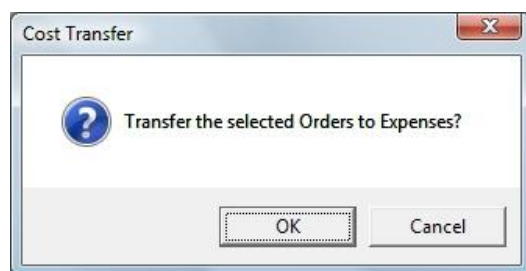 Cost Transfer
Transfer the selected Orders to Expenses?
OK
Cancel